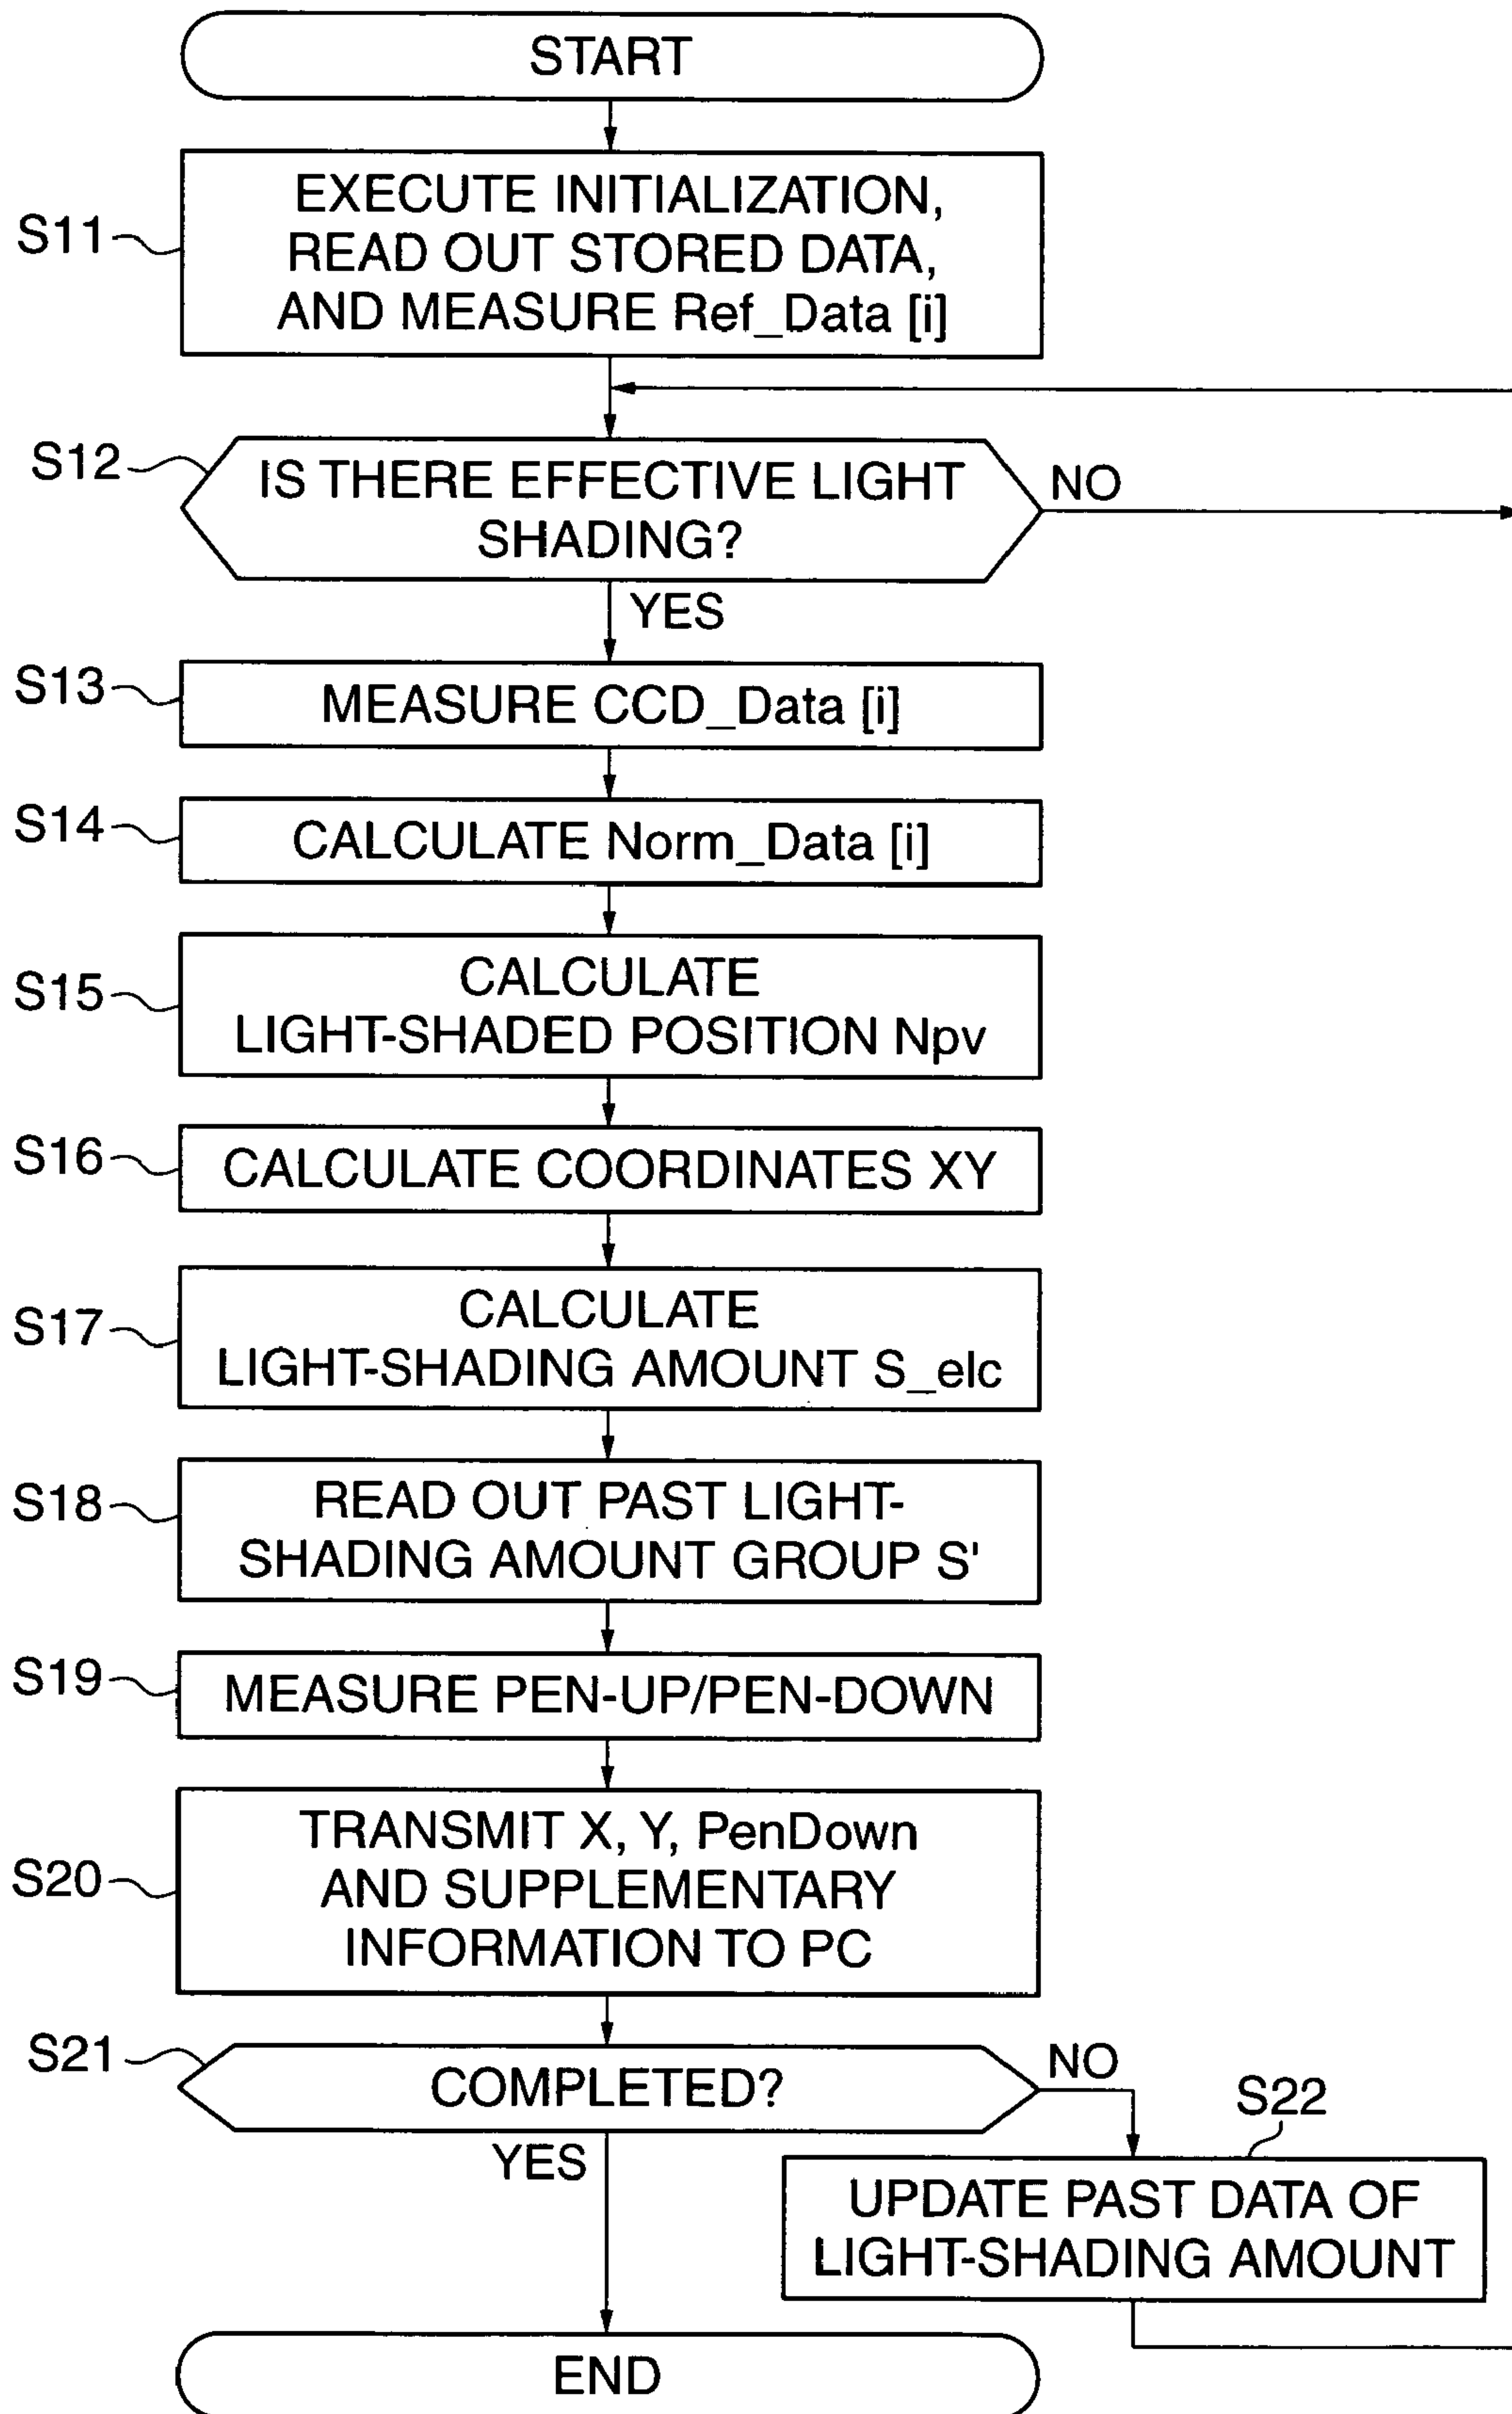 START
S11
EXECUTE INITIALIZATION,
READ OUT STORED DATA,
AND MEASURE Ref_Data [i]
S12
IS THERE EFFECTIVE LIGHT
SHADING?
NO
YES
S13
MEASURE CCD_Data [i]
S14
CALCULATE Norm_Data [i]
S15
CALCULATE
LIGHT-SHADED POSITION Npv
S16
CALCULATE COORDINATES XY
S17
CALCULATE
LIGHT-SHADING AMOUNT S_elc
S18
READ OUT PAST LIGHT-
SHADING AMOUNT GROUP S'
S19
MEASURE PEN-UP/PEN-DOWN
S20
TRANSMIT X, Y, PenDown
AND SUPPLEMENTARY
INFORMATION TO PC
S21
COMPLETED?
NO
YES
S22
UPDATE PAST DATA OF
LIGHT-SHADING AMOUNT
END